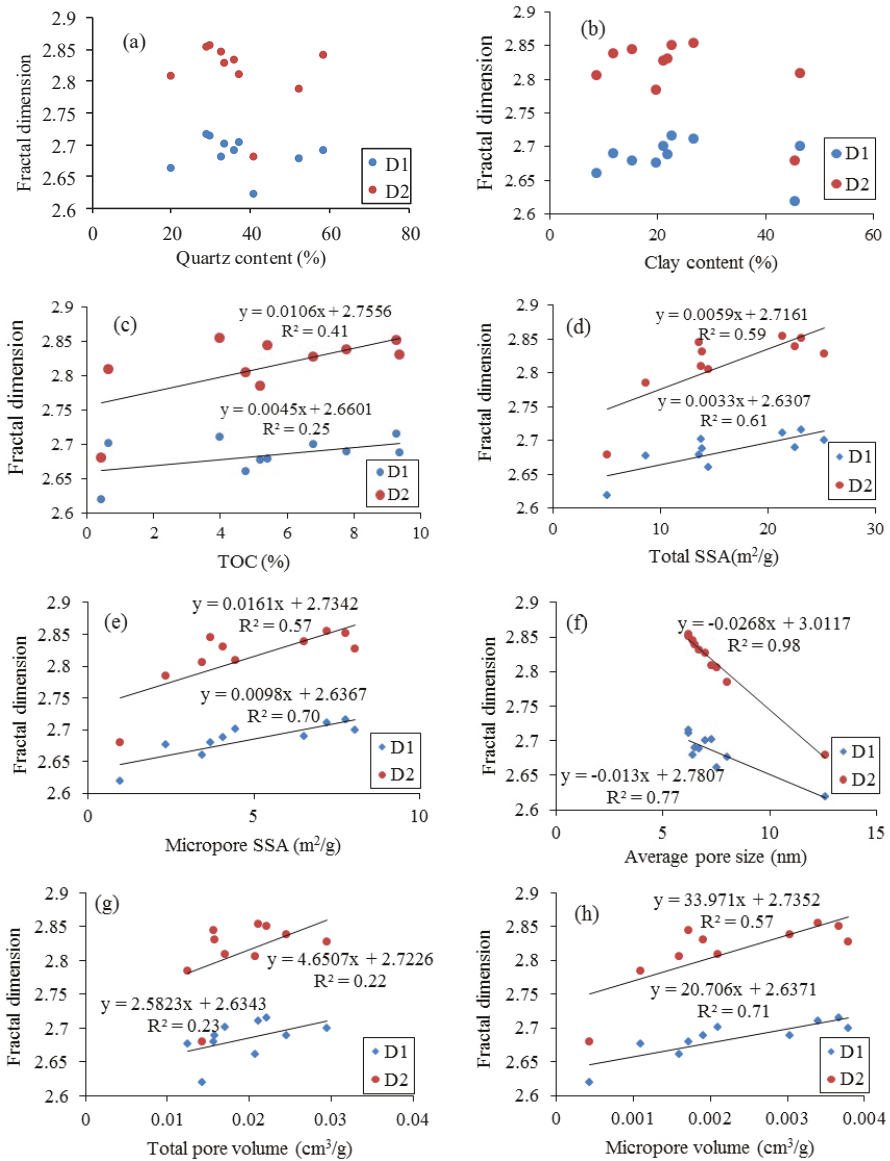 (a)
Fractal dimension
2.9
2.85
2.8
2.75
2.7
2.65
2.6
0
20
40
60
80
Quartz content (%)
D1
D2
(b)
Fractal dimension
2.9
2.85
2.8
2.75
2.7
2.65
2.6
0
20
40
60
Clay content (%)
D1
D2
(c)
Fractal dimension
2.9
2.85
2.8
2.75
2.7
2.65
2.6
y = 0.0106x + 2.7556
R² = 0.41
y = 0.0045x + 2.6601
R² = 0.25
0
2
4
6
8
10
TOC (%)
D1
D2
(d)
Fractal dimension
2.9
2.85
2.8
2.75
2.7
2.65
2.6
y = 0.0059x + 2.7161
R² = 0.59
y = 0.0033x + 2.6307
R² = 0.61
0
10
20
30
Total SSA(m²/g)
D1
D2
(e)
Fractal dimension
2.9
2.85
2.8
2.75
2.7
2.65
2.6
y = 0.0161x + 2.7342
R² = 0.57
y = 0.0098x + 2.6367
R² = 0.70
0
5
10
Micropore SSA (m²/g)
D1
D2
(f)
Fractal dimension
2.9
2.85
2.8
2.75
2.7
2.65
2.6
y = -0.0268x + 3.0117
R² = 0.98
y = -0.013x + 2.7807
R² = 0.77
0
5
10
15
Average pore size (nm)
D1
D2
(g)
Fractal dimension
2.9
2.85
2.8
2.75
2.7
2.65
2.6
y = 4.6507x + 2.7226
R² = 0.22
y = 2.5823x + 2.6343
R² = 0.23
0
0.01
0.02
0.03
0.04
Total pore volume (cm³/g)
D1
D2
(h)
Fractal dimension
2.9
2.85
2.8
2.75
2.7
2.65
2.6
y = 33.971x + 2.7352
R² = 0.57
y = 20.706x + 2.6371
R² = 0.71
0
0.001
0.002
0.003
0.004
Micropore volume (cm³/g)
D1
D2